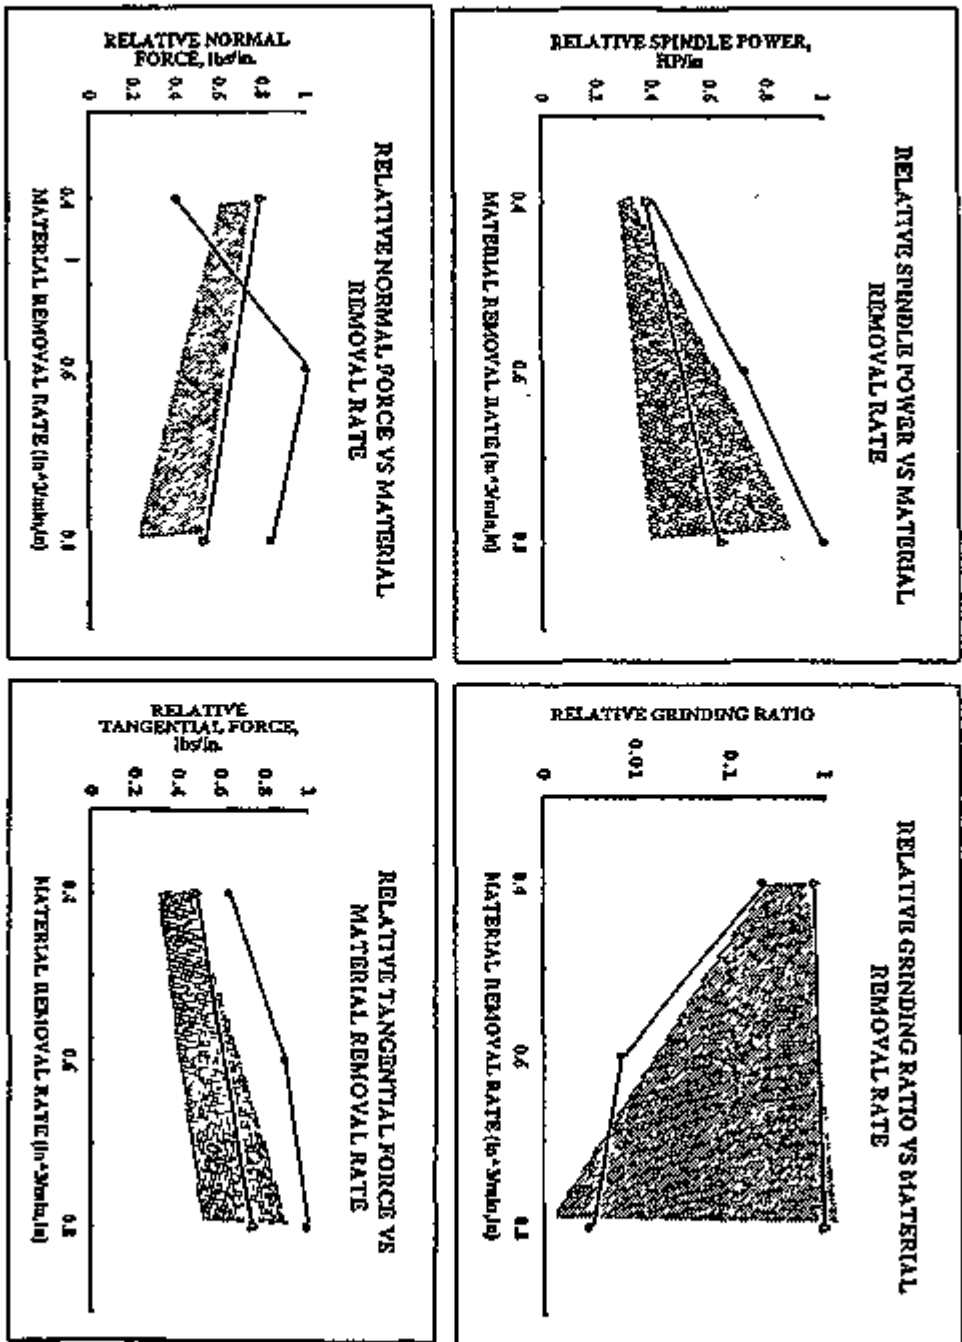 RELATIVE SPINDLE POWER VS MATERIAL
REMOVAL RATE
RELATIVE SPINDLE POWER,
HP/in
1
0.8
0.6
0.4
0.2
0
0.4
0.6
0.8
MATERIAL REMOVAL RATE (in^3/min,in)
RELATIVE GRINDING RATIO VS MATERIAL
REMOVAL RATE
RELATIVE GRINDING RATIO
1
0.1
0.01
0
0.4
0.6
0.8
MATERIAL REMOVAL RATE (in^3/min,in)
RELATIVE NORMAL FORCE VS MATERIAL
REMOVAL RATE
RELATIVE NORMAL
FORCE, lbs/in.
1
0.8
0.6
0.4
0.2
0
0.4
0.6
0.8
MATERIAL REMOVAL RATE (in^3/min,in)
RELATIVE TANGENTIAL FORCE VS
MATERIAL REMOVAL RATE
RELATIVE
TANGENTIAL FORCE,
lbs/in.
1
0.8
0.6
0.4
0.2
0
0.4
0.6
0.8
MATERIAL REMOVAL RATE (in^3/min,in)